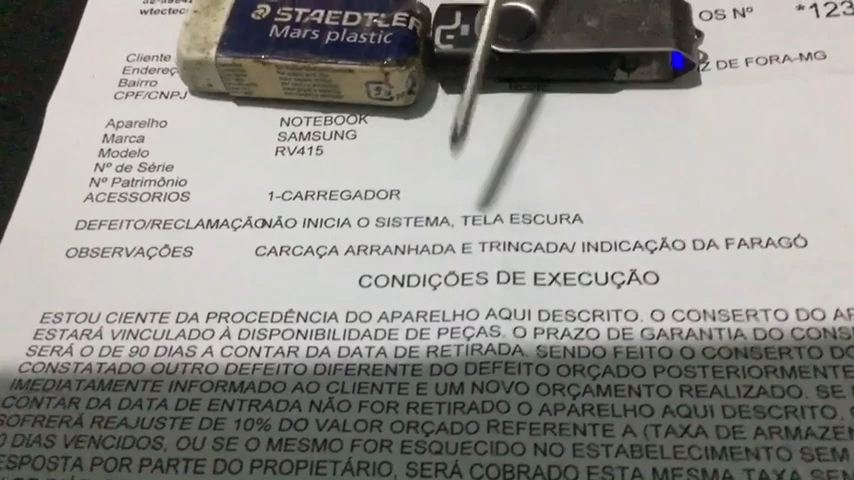 wtectec
STAEDTLER
Mars plastic
OS Nº *123
Cliente
Endereç
Bairro
CPF/CNPJ
Z DE FORA-MG
Aparelho NOTEBOOK
Marca SAMSUNG
Modelo RV415
Nº de Série
Nº Patrimônio
ACESSORIOS 1-CARREGADOR
DEFEITO/RECLAMAÇÃO NÃO INICIA O SISTEMA, TELA ESCURA
OBSERVAÇÕES CARCAÇA ARRANHADA E TRINCADA/ INDICAÇÃO DA FARAGÓ
CONDIÇÕES DE EXECUÇÃO
ESTOU CIENTE DA PROCEDÊNCIA DO APARELHO AQUI DESCRITO. O CONSERTO DO AP
ESTARÁ VINCULADO À DISPONIBILIDADE DE PEÇAS. O PRAZO DE GARANTIA DO CONS
SERÁ O DE 90 DIAS A CONTAR DA DATA DE RETIRADA. SENDO FEITO O CONSERTO DO
CONSTATADO OUTRO DEFEITO DIFERENTE DO DEFEITO ORÇADO POSTERIORMENTE
IMEDIATAMENTE INFORMADO AO CLIENTE E UM NOVO ORÇAMENTO REALIZADO. SE
CONTAR DA DATA DE ENTRADA NÃO FOR RETIRADO O APARELHO AQUI DESCRITO,
SOFRERÁ REAJUSTE DE 10% DO VALOR ORÇADO REFERENTE A (TAXA DE ARMAZEN
0 DIAS VENCIDOS, OU SE O MESMO FOR ESQUECIDO NO ESTABELECIMENTO SEM
ESPOSTA POR PARTE DO PROPIETÁRIO, SERÁ COBRADO ESTA MESMA TAXA SEM